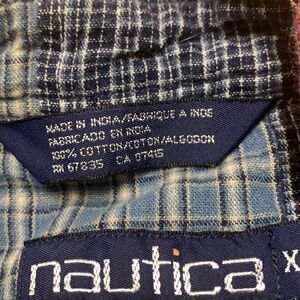 MADE IN INDIA/FABRIQUE A INDE
FABRICADO EN INDIA
100% COTTON/COTON/ALGODON
RN 67835 CA 07415
nautica
X